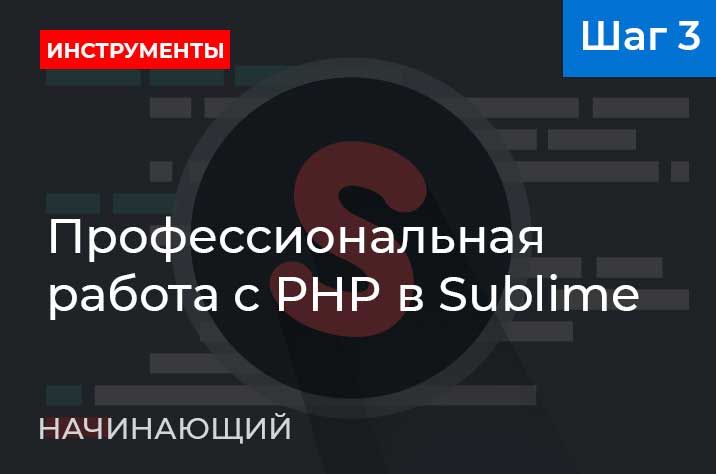 ИНСТРУМЕНТЫ
Шаг 3
S
Профессиональная
работа с PHP в Sublime
НАЧИНАЮЩИЙ